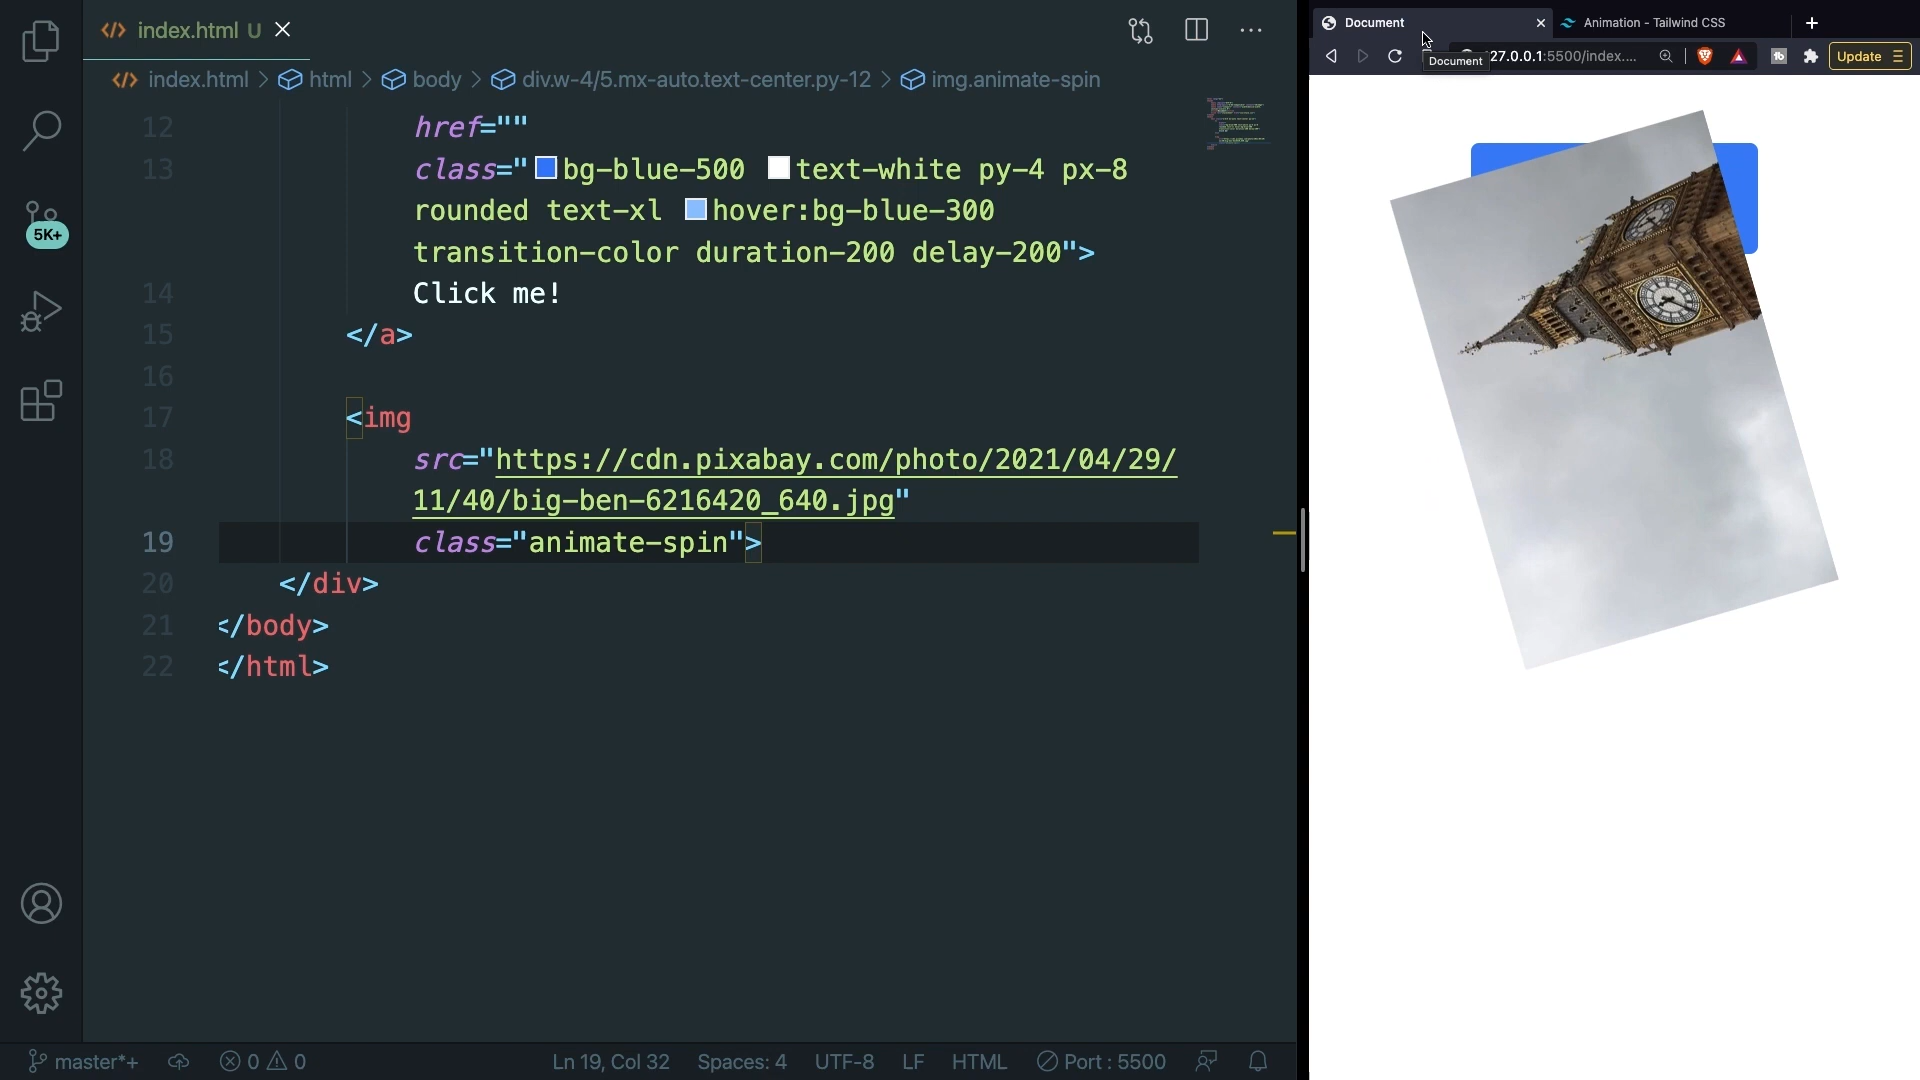 index.html U
index.html > html > body > div.w-4/5.mx-auto.text-center.py-12 > img.animate-spin
12 href=""
13 class="bg-blue-500 text-white py-4 px-8
rounded text-xl hover:bg-blue-300
transition-color duration-200 delay-200">
14 Click me!
15 </a>
16
17 <img
18 src="https://cdn.pixabay.com/photo/2021/04/29/
11/40/big-ben-6216420_640.jpg"
19 class="animate-spin">
20 </div>
21 </body>
22 </html>
5K+
master*+ 0 0 Ln 19, Col 32 Spaces: 4 UTF-8 LF HTML Port : 5500
Document Animation - Tailwind CSS
27.0.0.1:5500/index.... Update
Document